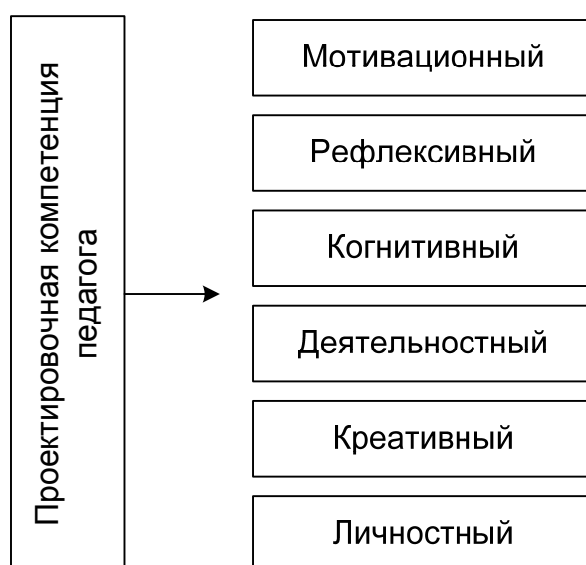 Проектировочная компетенция
педагога
Мотивационный
Рефлексивный
Когнитивный
Деятельностный
Креативный
Личностный